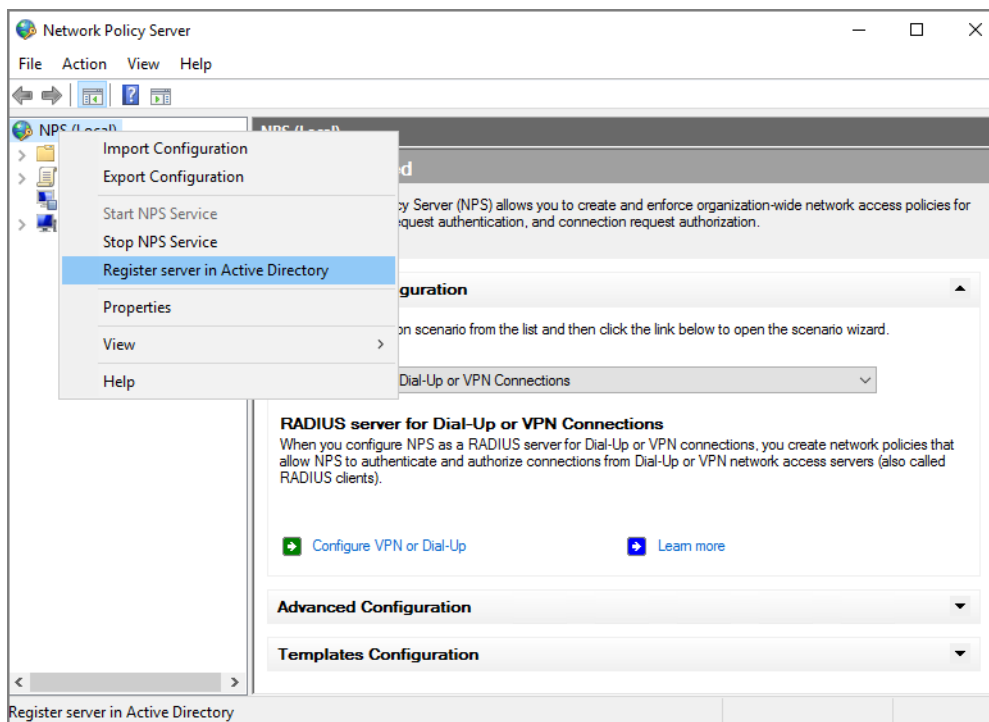 Network Policy Server
File Action View Help
NPS (Local)
NPS (Local)
Import Configuration
Export Configuration
Start NPS Service
Stop NPS Service
Register server in Active Directory
Properties
View
Help
cy Server (NPS) allows you to create and enforce organization-wide network access policies for
equest authentication, and connection request authorization.
guration
on scenario from the list and then click the link below to open the scenario wizard.
Dial-Up or VPN Connections
RADIUS server for Dial-Up or VPN Connections
When you configure NPS as a RADIUS server for Dial-Up or VPN connections, you create network policies that
allow NPS to authenticate and authorize connections from Dial-Up or VPN network access servers (also called
RADIUS clients).
Configure VPN or Dial-Up
Learn more
Advanced Configuration
Templates Configuration
Register server in Active Directory